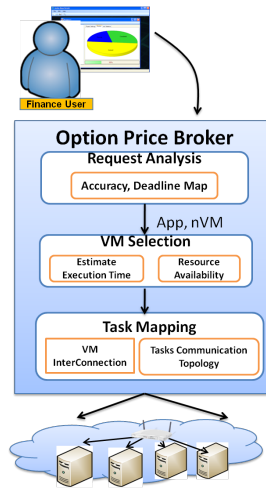 Finance User
Option Price Broker
Request Analysis
Accuracy, Deadline Map
App, nVM
VM Selection
Estimate
Execution Time
Resource
Availability
Task Mapping
VM
InterConnection
Tasks Communication
Topology